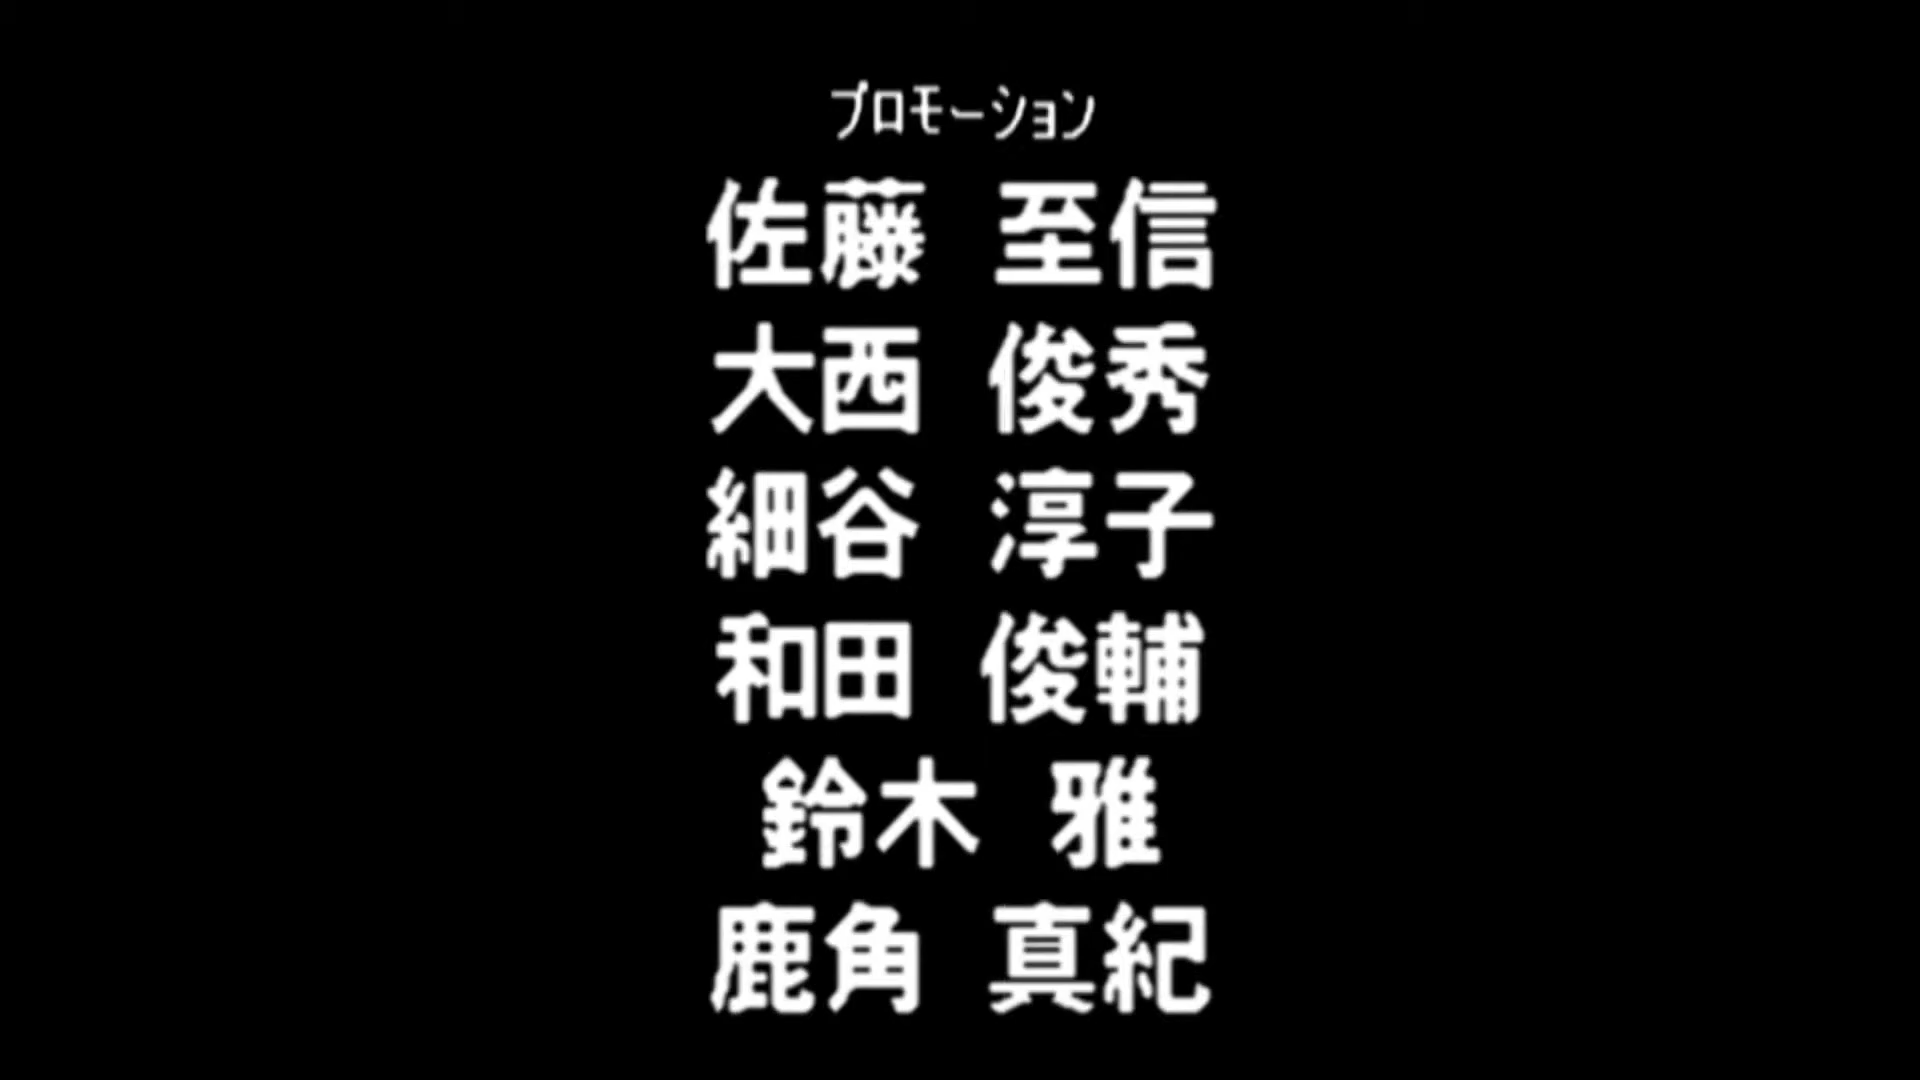 プロモーション
佐藤 至信
大西 俊秀
細谷 淳子
和田 俊輔
鈴木 雅
鹿角 真紀